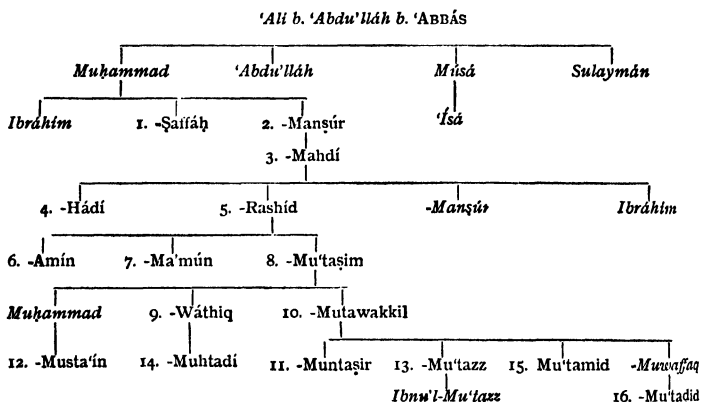 ‘Alí b. ‘Abdu’lláh b. ‘ABBÁS
Muḥammad ‘Abdu’lláh Músá Sulaymán
Ibráhím 1. -Ṣaffáḥ 2. -Manṣúr ‘Ísá
3. -Mahdí
4. -Hádí 5. -Rashíd -Manṣúr Ibráhím
6. -Amín 7. -Ma’mún 8. -Mu‘taṣim
Muḥammad 9. -Wáthiq 10. -Mutawakkil
12. -Musta‘ín 14. -Muhtadí 11. -Muntaṣir 13. -Mu‘tazz 15. Mu‘tamid -Muwaffaq
Ibnu’l-Mu‘tazz 16. -Mu‘taḍid